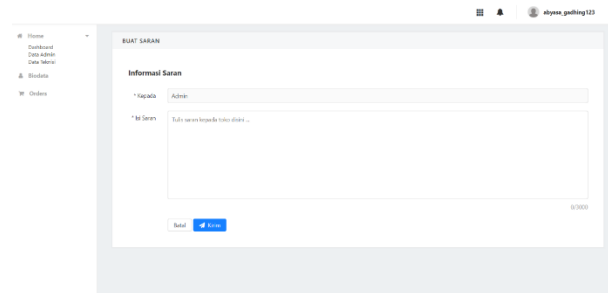 abyasa_gadhing123
Home
Dashboard
Data Admin
Data Teknisi
Biodata
Orders
BUAT SARAN
Informasi Saran
* Kepada
Admin
* Isi Saran
Tulis saran kepada toko disini ...
0/3000
Batal
Kirim